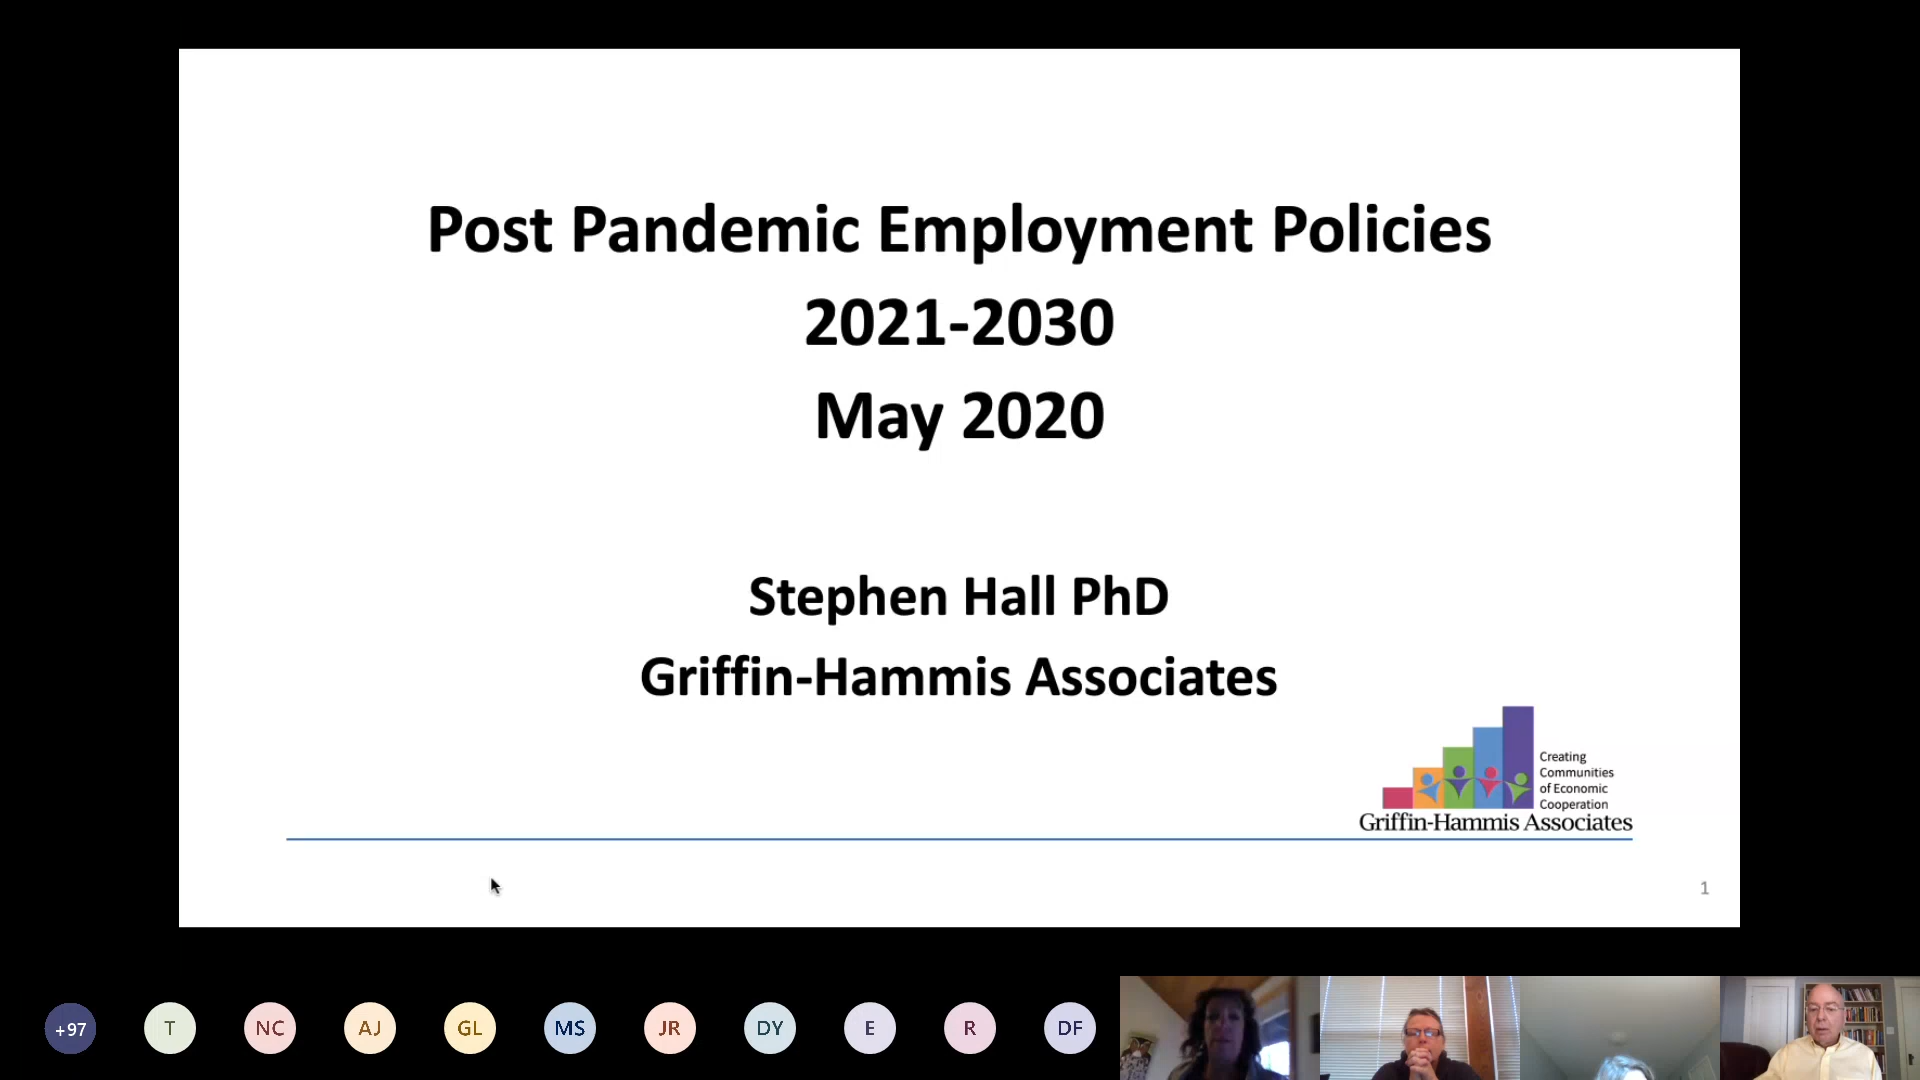 Post Pandemic Employment Policies
2021-2030
May 2020
Stephen Hall PhD
Griffin-Hammis Associates
Creating
Communities
of Economic
Cooperation
Griffin-Hammis Associates
1
+97
T
NC
AJ
GL
MS
JR
DY
E
R
DF